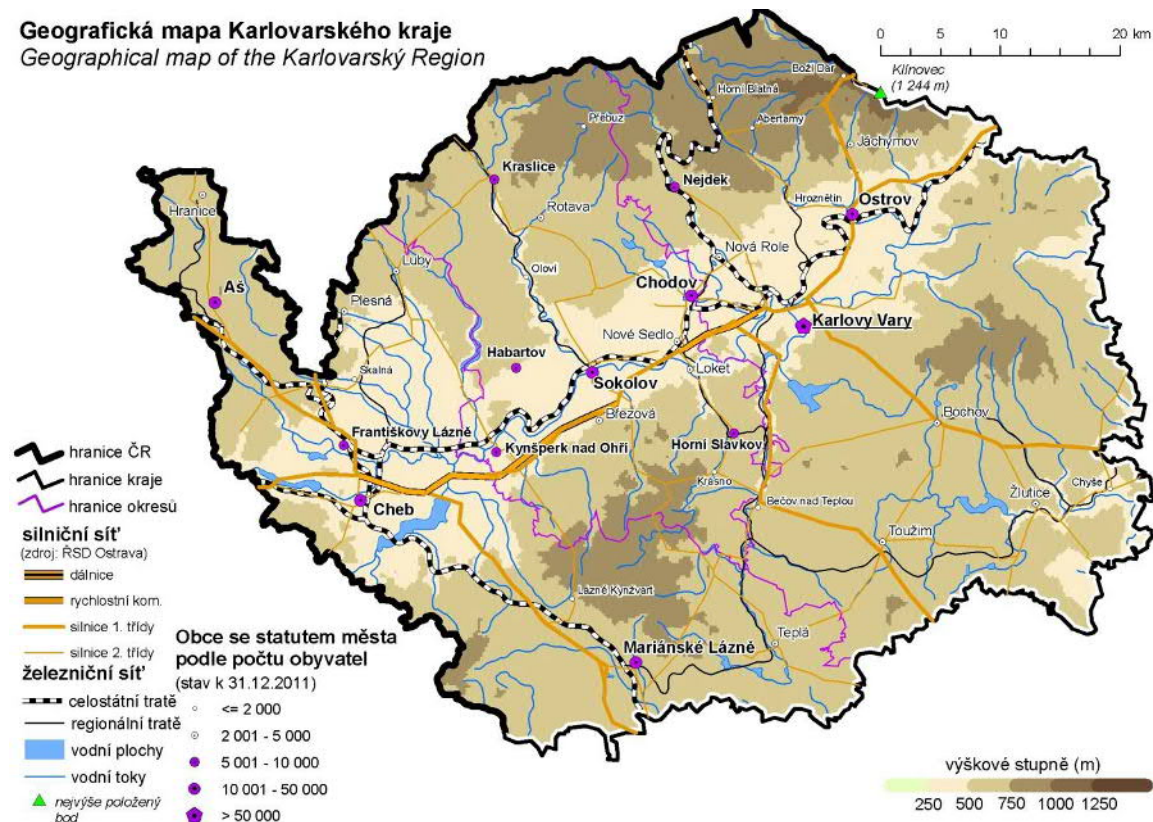 Geografická mapa Karlovarského kraje
Geographical map of the Karlovarský Region
0 5 10 20 km
Klínovec
(1 244 m)
Boží Dar
Horní Blatná
Přebuz
Abertamy
Jáchymov
Kraslice
Nejdek
Hroznětín
Ostrov
Hranice
Rotava
Nová Role
Luby
Oloví
Aš
Plesná
Chodov
Karlovy Vary
Nové Sedlo
Habartov
Skalná
Sokolov
Loket
Březová
Bochov
Františkovy Lázně
Kynšperk nad Ohří
Horní Slavkov
Krásno
Chyše
Žlutice
Cheb
Bečov nad Teplou
Toužim
Lázně Kynžvart
Teplá
Mariánské Lázně
hranice ČR
hranice kraje
hranice okresů
silniční síť
(zdroj: ŘSD Ostrava)
dálnice
rychlostní kom.
silnice 1. třídy
silnice 2. třídy
železniční síť
celostátní tratě
regionální tratě
vodní plochy
vodní toky
nejvýše položený
bod
Obce se statutem města
podle počtu obyvatel
(stav k 31.12.2011)
<= 2 000
2 001 - 5 000
5 001 - 10 000
10 001 - 50 000
> 50 000
výškové stupně (m)
250 500 750 1000 1250